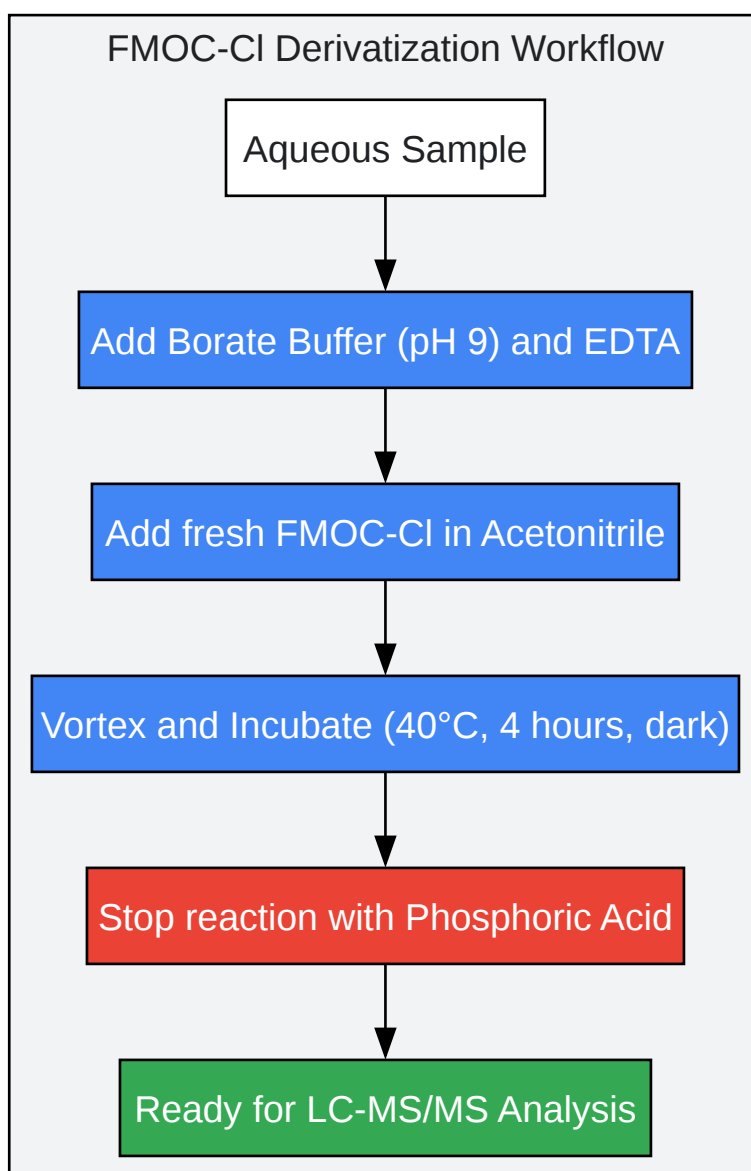 FMOC-Cl Derivatization Workflow
Aqueous Sample
Add Borate Buffer (pH 9) and EDTA
Add fresh FMOC-Cl in Acetonitrile
Vortex and Incubate (40°C, 4 hours, dark)
Stop reaction with Phosphoric Acid
Ready for LC-MS/MS Analysis